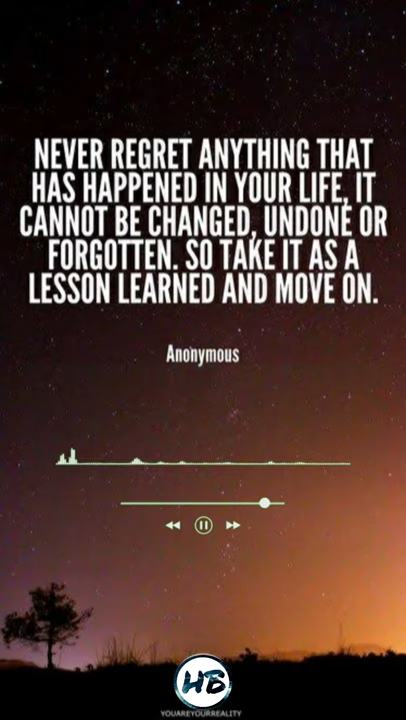 NEVER REGRET ANYTHING THAT
HAS HAPPENED IN YOUR LIFE, IT
CANNOT BE CHANGED, UNDONE OR
FORGOTTEN. SO TAKE IT AS A
LESSON LEARNED AND MOVE ON.
Anonymous
HB
YOUAREYOURREALITY